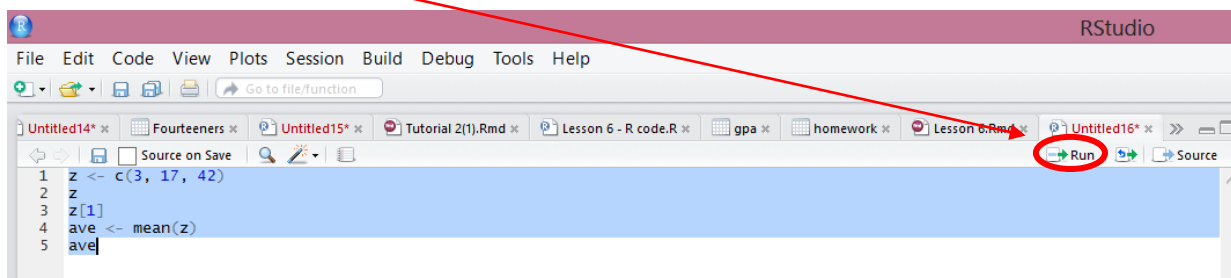 RStudio
File Edit Code View Plots Session Build Debug Tools Help
Go to file/function
Untitled14* Fourteeners Untitled15* Tutorial 2(1).Rmd Lesson 6 - R code.R gpa homework Lesson 6.Rmd Untitled16*
Source on Save Run Source
1 z <- c(3, 17, 42)
2 z
3 z[1]
4 ave <- mean(z)
5 ave